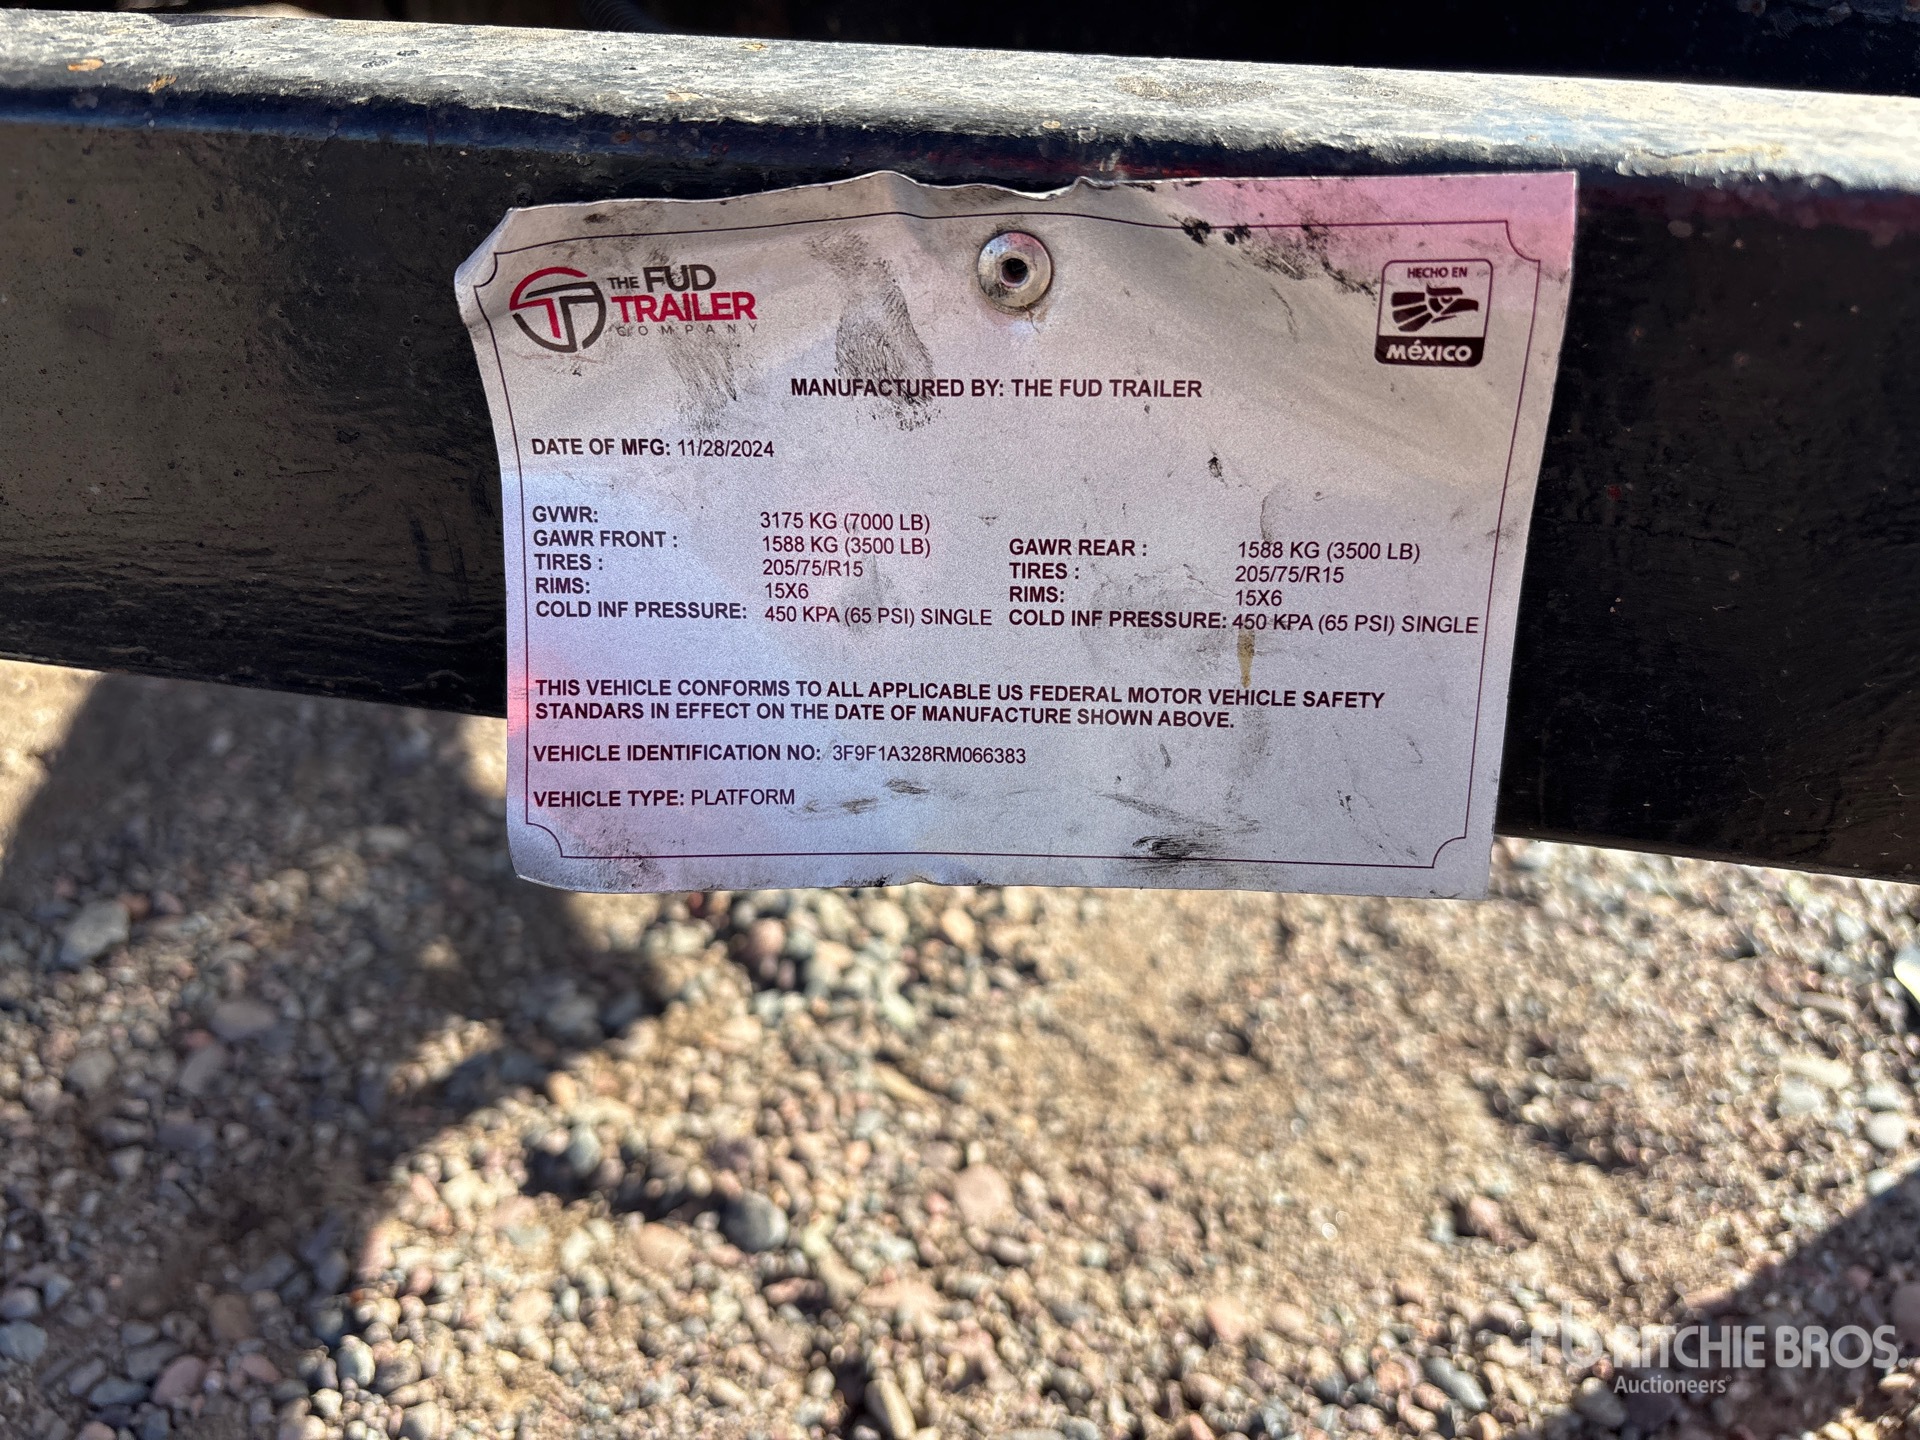 THE FUD
TRAILER
COMPANY
HECHO EN
MéXICO
MANUFACTURED BY: THE FUD TRAILER
DATE OF MFG: 11/28/2024
GVWR: 3175 KG (7000 LB)
GAWR FRONT : 1588 KG (3500 LB) GAWR REAR : 1588 KG (3500 LB)
TIRES : 205/75/R15 TIRES : 205/75/R15
RIMS: 15X6 RIMS: 15X6
COLD INF PRESSURE: 450 KPA (65 PSI) SINGLE COLD INF PRESSURE: 450 KPA (65 PSI) SINGLE
THIS VEHICLE CONFORMS TO ALL APPLICABLE US FEDERAL MOTOR VEHICLE SAFETY
STANDARS IN EFFECT ON THE DATE OF MANUFACTURE SHOWN ABOVE.
VEHICLE IDENTIFICATION NO: 3F9F1A328RM066383
VEHICLE TYPE: PLATFORM
rb RITCHIE BROS.
Auctioneers